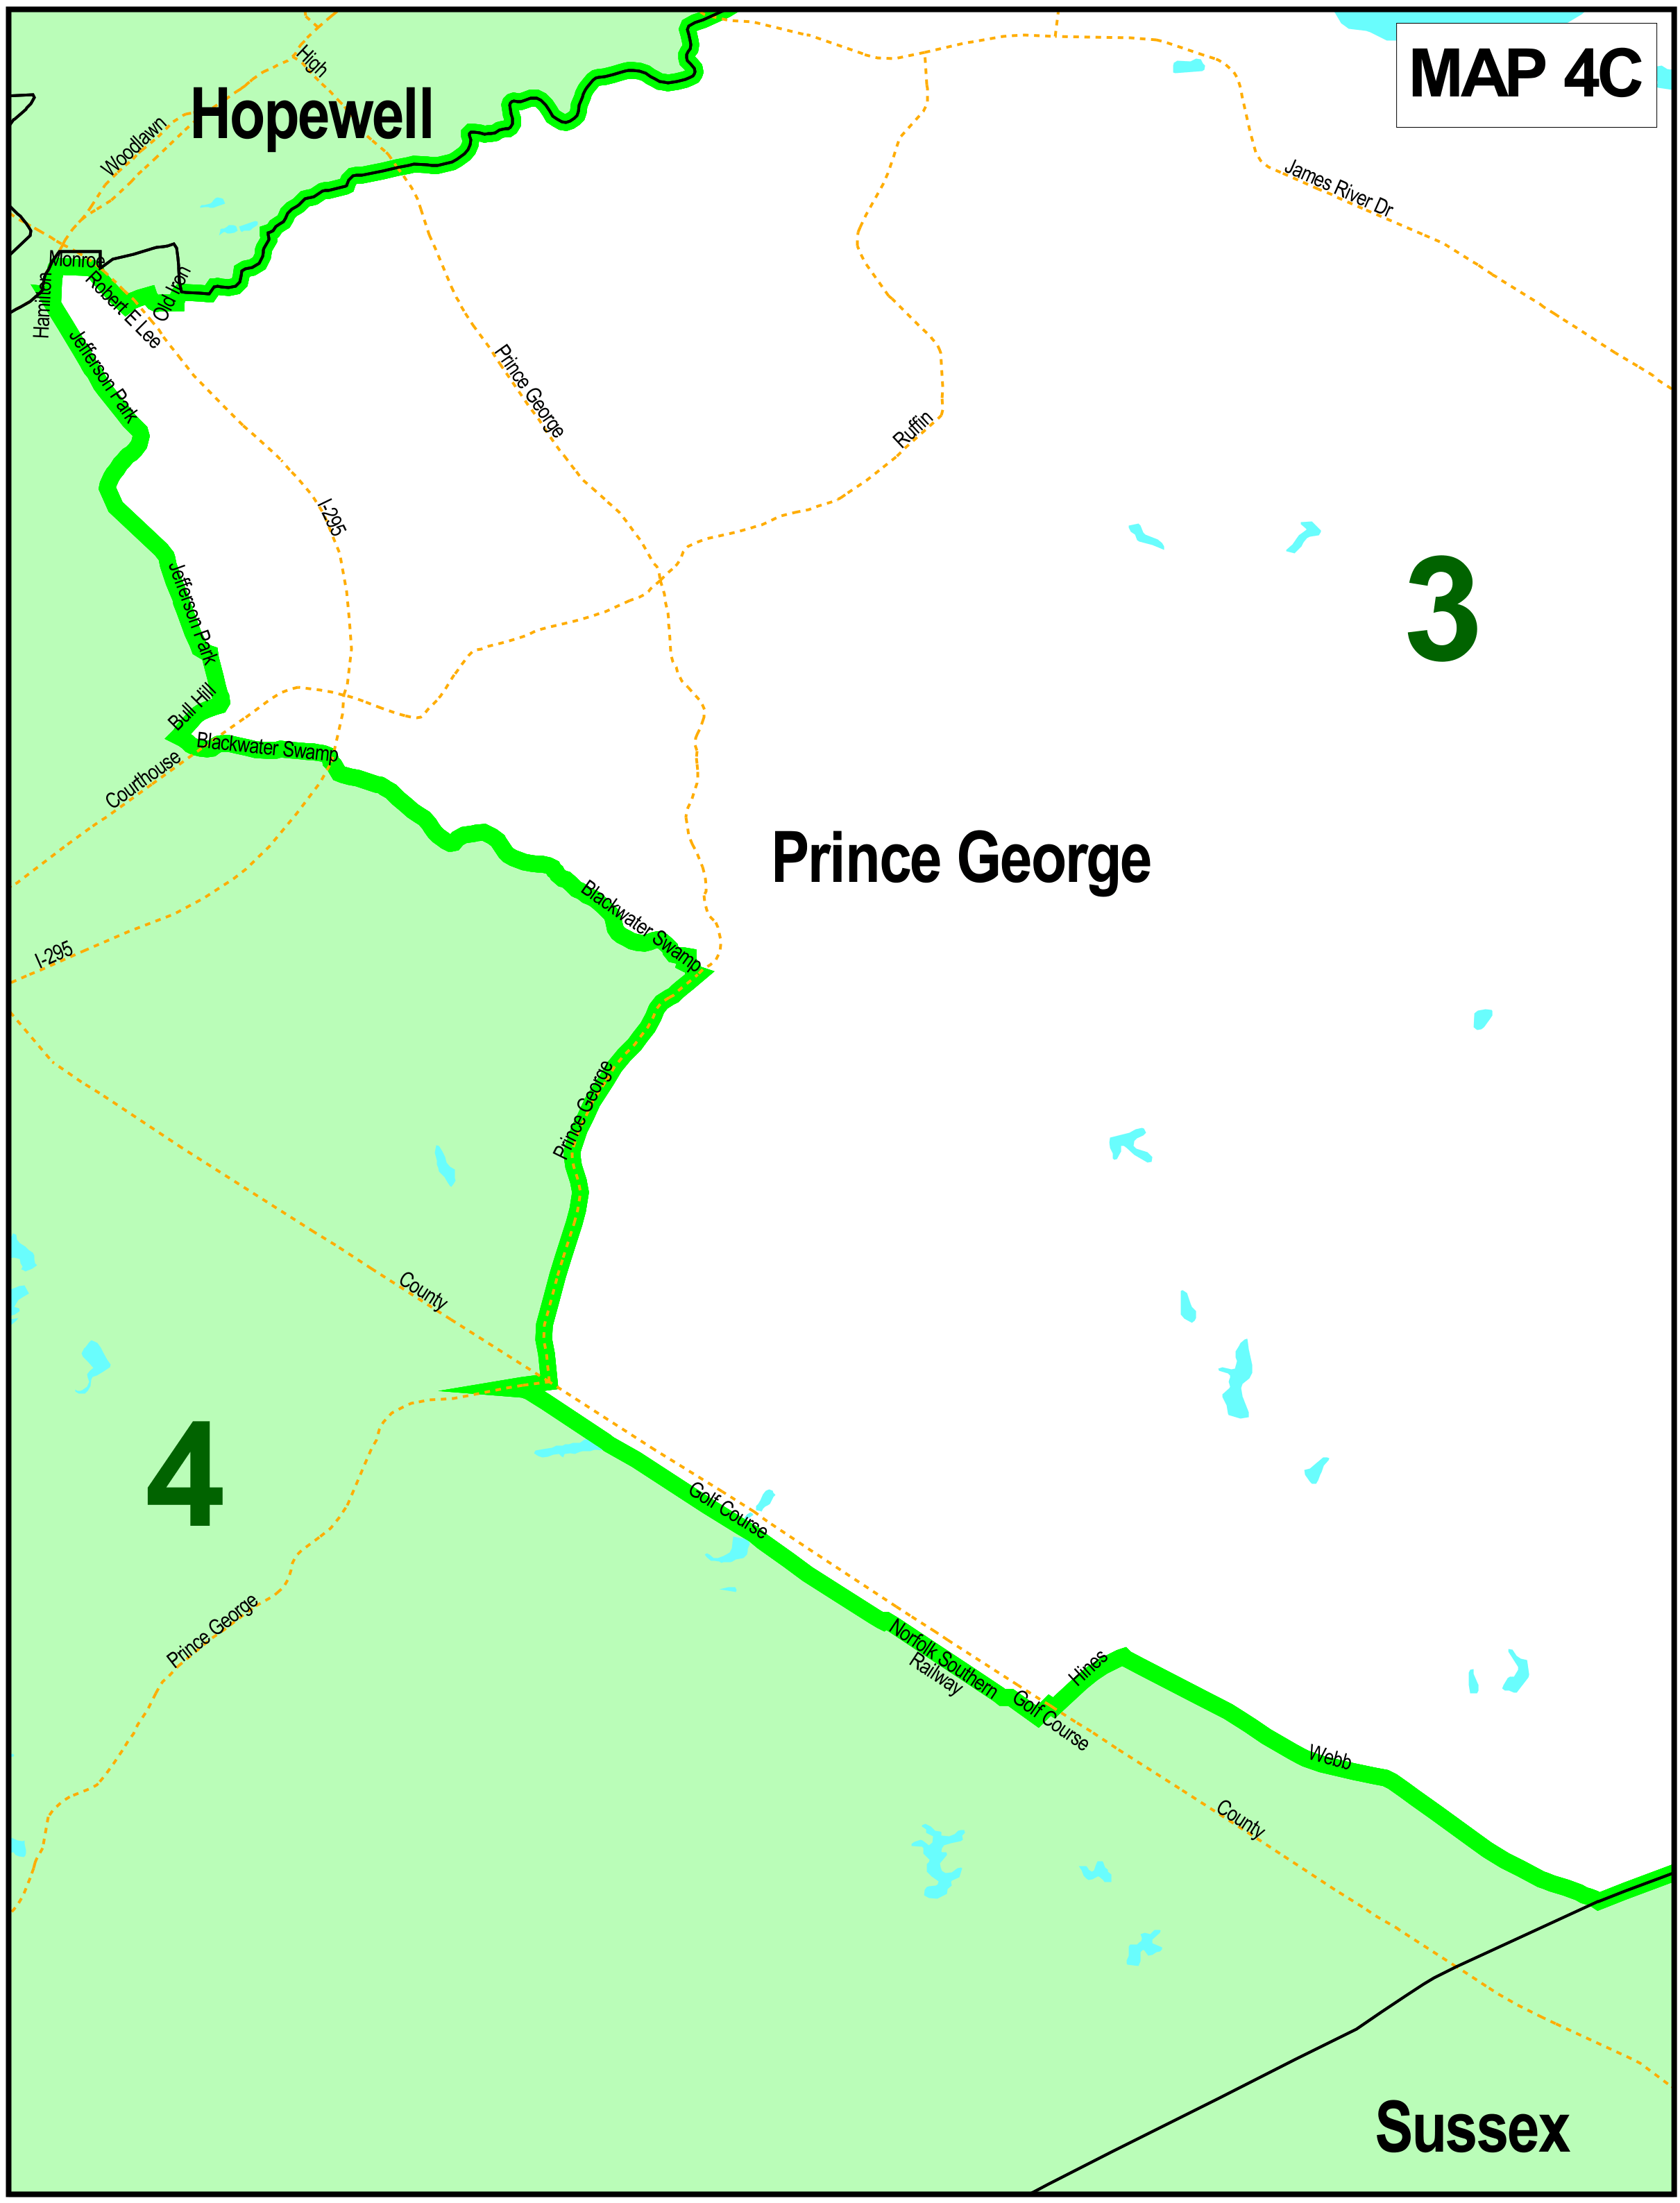 MAP 4C
High
Hopewell
Woodlawn
James River Dr
Monroe
Hamilton
Robert E Lee
Old Iron
Jefferson Park
Prince George
Ruffin
I-295
3
Jefferson Park
Bull Hill
Blackwater Swamp
Courthouse
Prince George
Blackwater Swamp
I-295
Prince George
County
4
Golf Course
Prince George
Norfolk Southern
Railway
Hines
Golf Course
Webb
County
Sussex